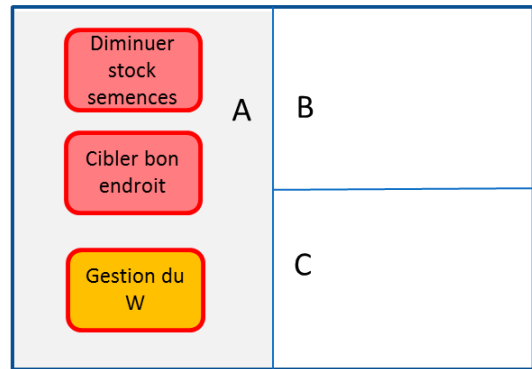 Diminuer
stock
semences
A
B
Cibler bon
endroit
Gestion du
W
C